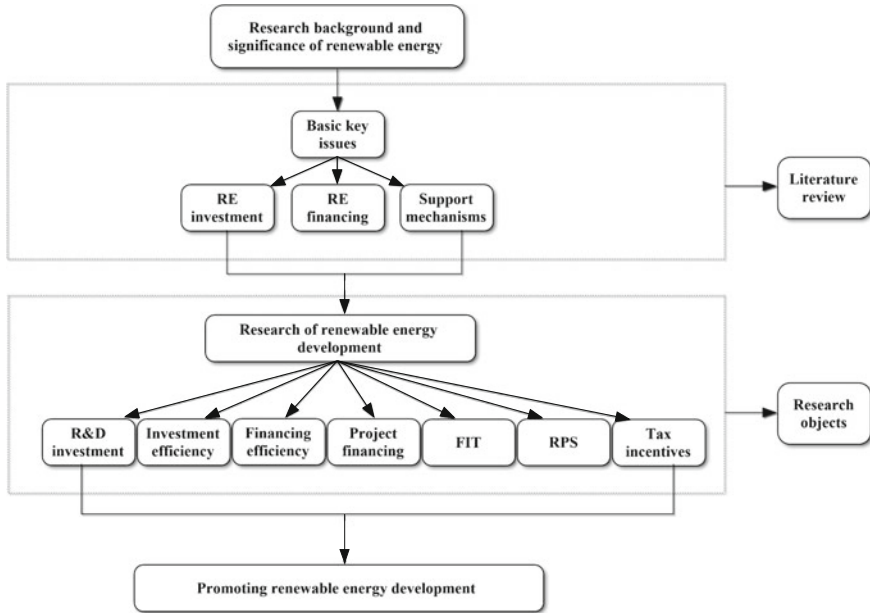 Research background and
significance of renewable energy
Basic key
issues
RE
investment
RE
financing
Support
mechanisms
Literature
review
Research of renewable energy
development
R&D
investment
Investment
efficiency
Financing
efficiency
Project
financing
FIT
RPS
Tax
incentives
Research
objects
Promoting renewable energy development